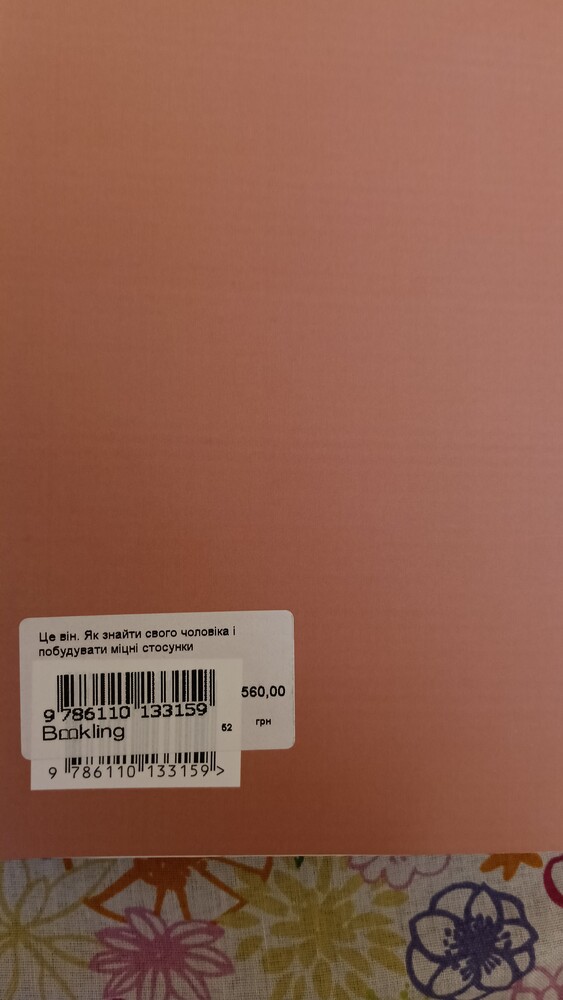 Це він. Як знайти свого чоловіка і
побудувати міцні стосунки
560,00
9 786110 133159
Bookling
52
грн
9 786110 133159 >